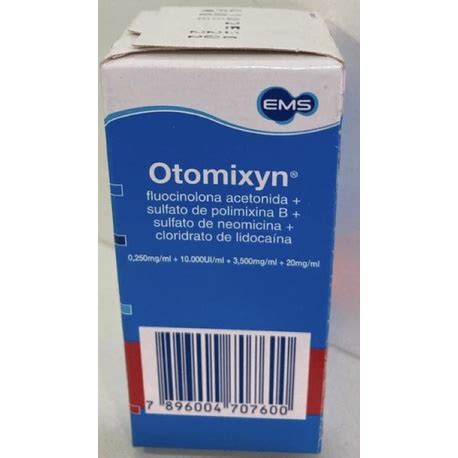 EMS
Otomixyn®
fluocinolona acetonida +
sulfato de polimixina B +
sulfato de neomicina +
cloridrato de lidocaína
0,250mg/ml + 10.000UI/ml + 3,500mg/ml + 20mg/ml
7 896004 707600